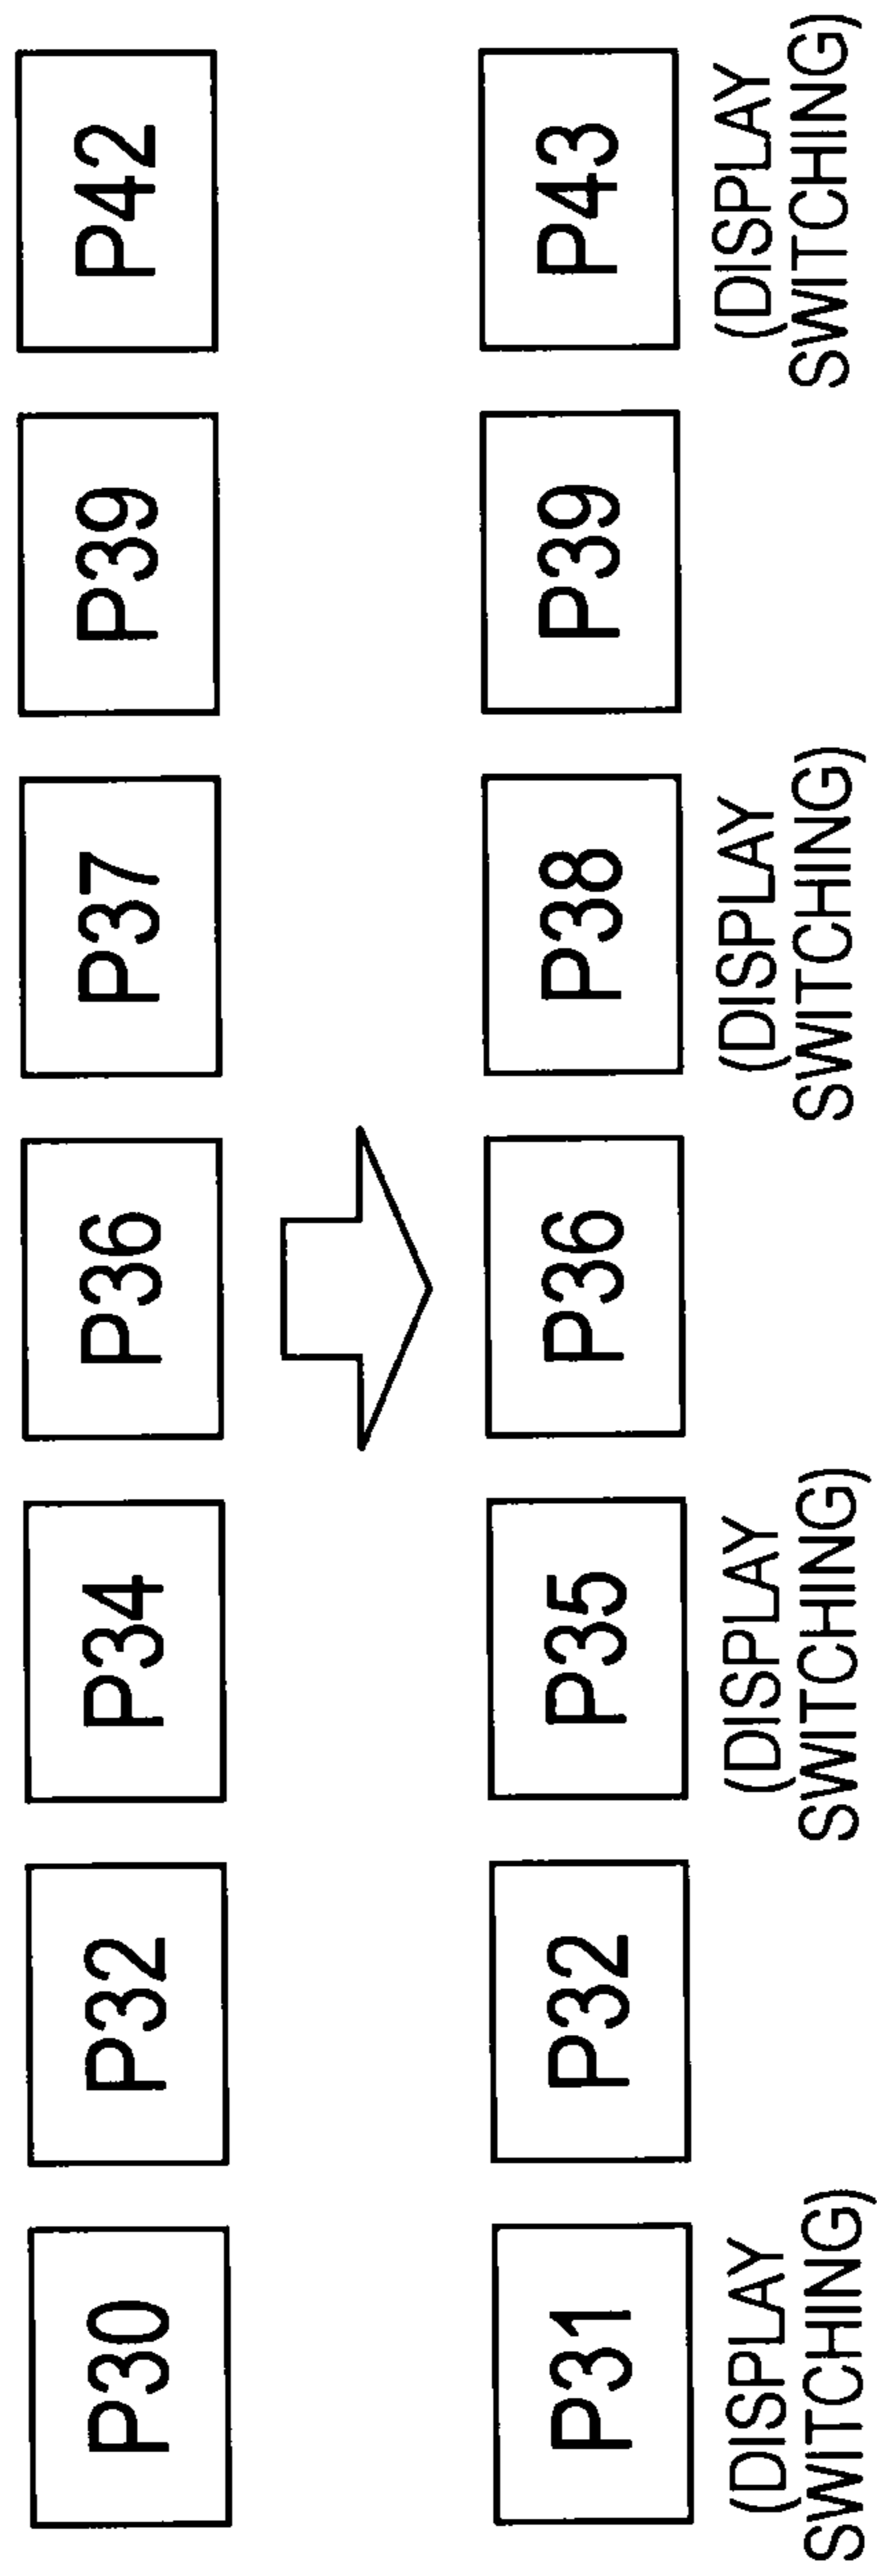 P30 P32 P34 P36 P37 P39 P42
P31 P32 P35 P36 P38 P39 P43
(DISPLAY (DISPLAY (DISPLAY (DISPLAY
SWITCHING) SWITCHING) SWITCHING) SWITCHING)